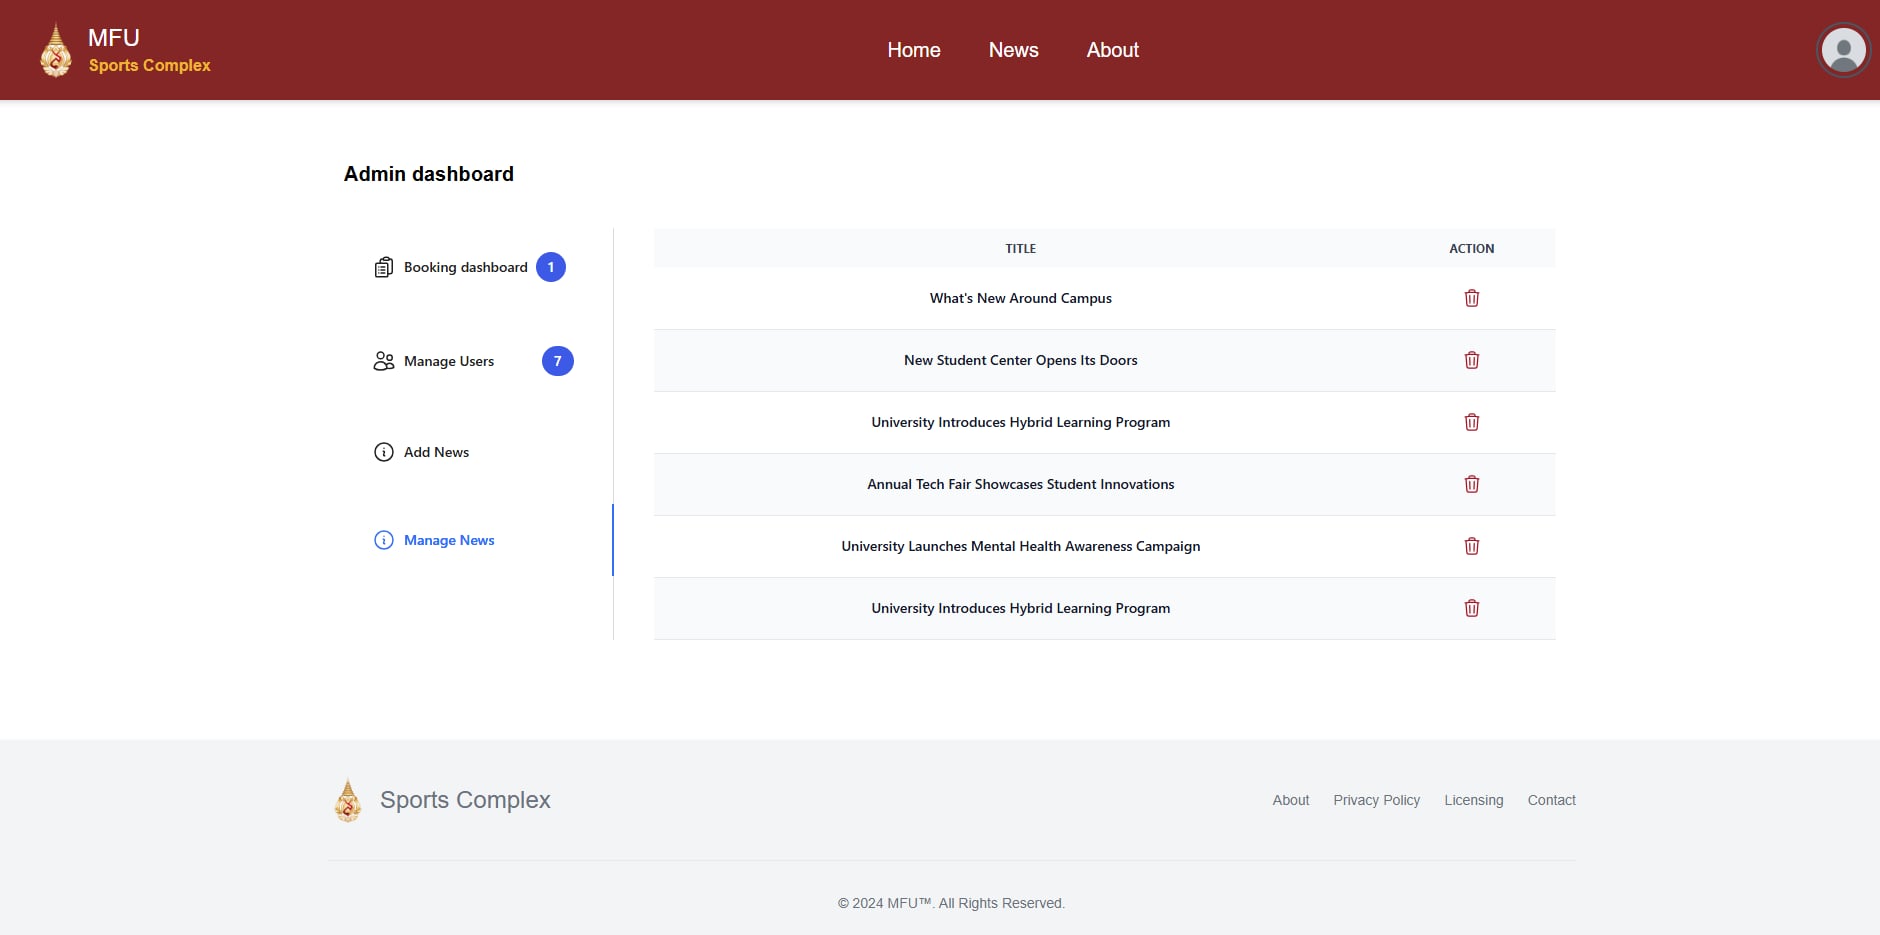 MFU
Sports Complex
Home News About
Admin dashboard
Booking dashboard 1
Manage Users 7
Add News
Manage News
TITLE ACTION
What's New Around Campus
New Student Center Opens Its Doors
University Introduces Hybrid Learning Program
Annual Tech Fair Showcases Student Innovations
University Launches Mental Health Awareness Campaign
University Introduces Hybrid Learning Program
Sports Complex
About Privacy Policy Licensing Contact
© 2024 MFU™. All Rights Reserved.